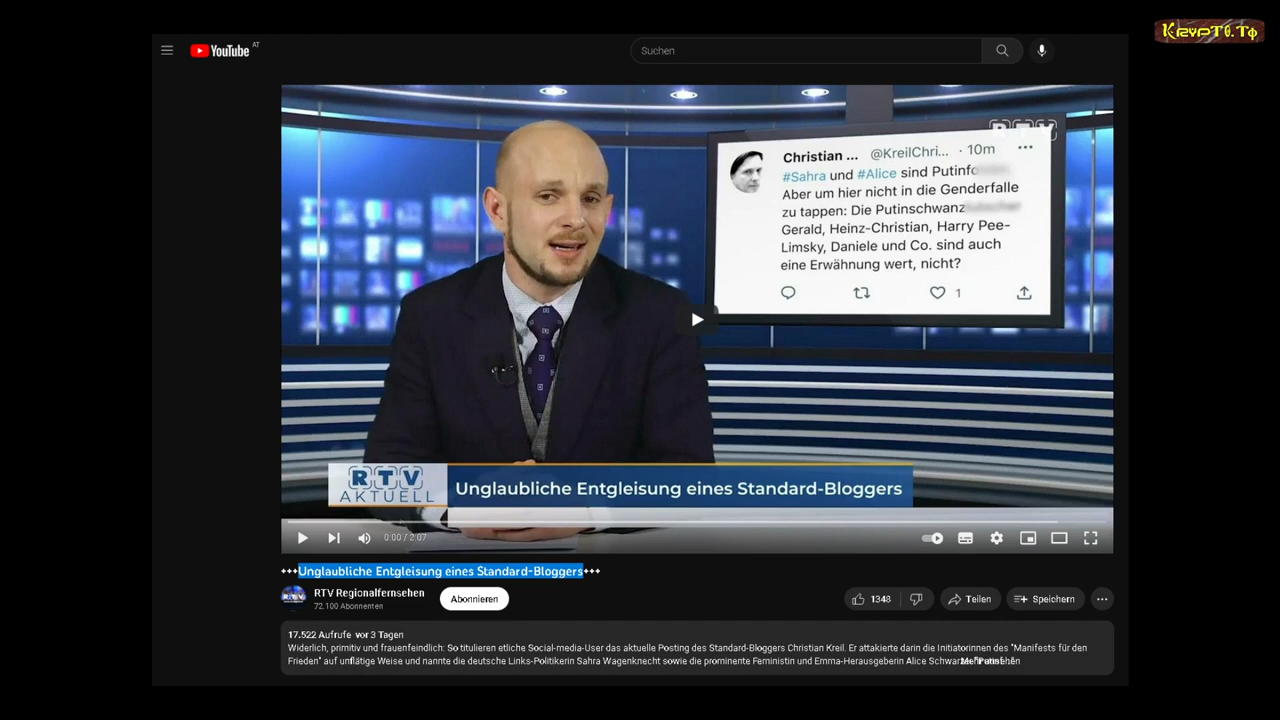 KrypTo.To
YouTube AT
Suchen
RTV
Christian ... @KreilChri... · 10m ...
#Sahra und #Alice sind Putinfo
Aber um hier nicht in die Genderfalle
zu tappen: Die Putinschwanz
Gerald, Heinz-Christian, Harry Pee-
Limsky, Daniele und Co. sind auch
eine Erwähnung wert, nicht?
1
RTV
AKTUELL
Unglaubliche Entgleisung eines Standard-Bloggers
0:00 / 2:07
+++Unglaubliche Entgleisung eines Standard-Bloggers+++
RTV Regionalfernsehen
72.100 Abonnenten
Abonnieren
1348
Teilen
Speichern
17.522 Aufrufe vor 3 Tagen
Widerlich, primitiv und frauenfeindlich: So titulieren etliche Social-media-User das aktuelle Posting des Standard-Bloggers Christian Kreil. Er attakierte darin die Initiatorinnen des "Manifests für den
Frieden" auf unflätige Weise und nannte die deutsche Links-Politikerin Sahra Wagenknecht sowie die prominente Feministin und Emma-Herausgeberin Alice